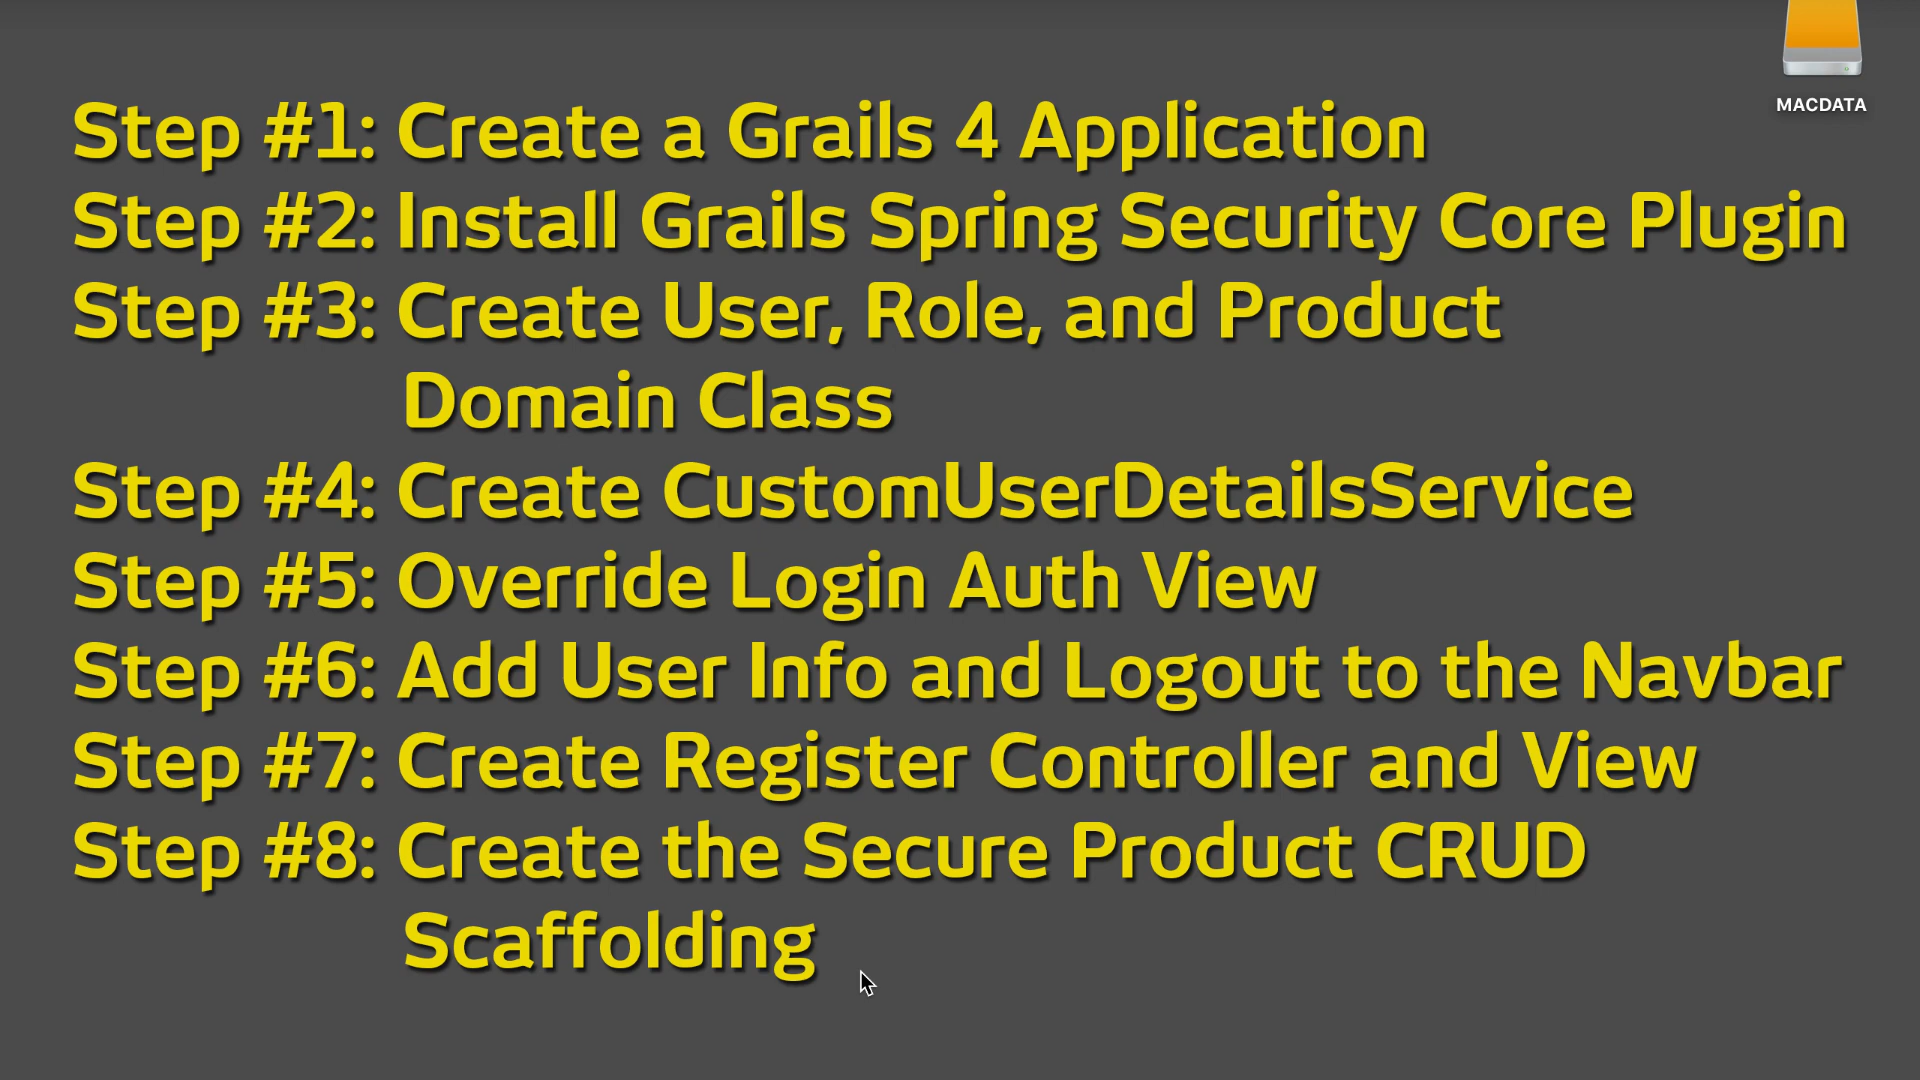 MACDATA
Step #1: Create a Grails 4 Application
Step #2: Install Grails Spring Security Core Plugin
Step #3: Create User, Role, and Product
Domain Class
Step #4: Create CustomUserDetailsService
Step #5: Override Login Auth View
Step #6: Add User Info and Logout to the Navbar
Step #7: Create Register Controller and View
Step #8: Create the Secure Product CRUD
Scaffolding